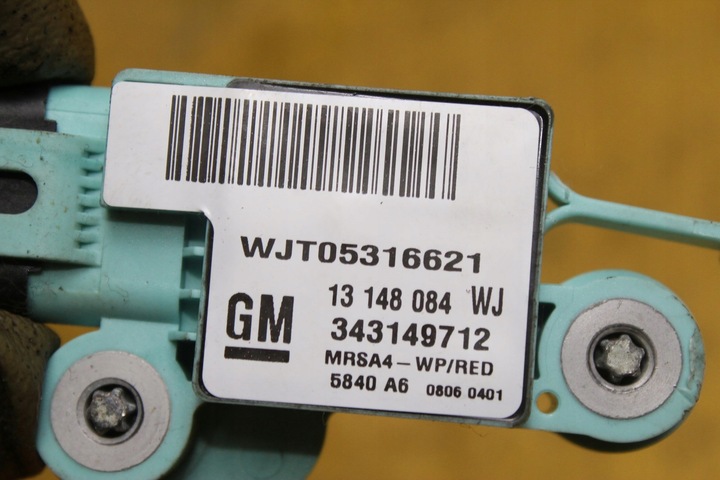 WJT05316621
13 148 084 WJ
GM 343149712
MRSA4-WP/RED
5840 A6 0806 0401